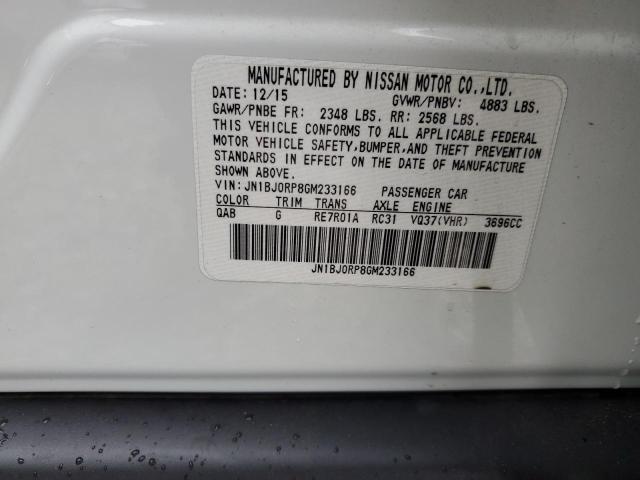 MANUFACTURED BY NISSAN MOTOR CO.,LTD.
DATE: 12/15 GVWR/PNBV: 4883 LBS.
GAWR/PNBE FR: 2348 LBS. RR: 2568 LBS.
THIS VEHICLE CONFORMS TO ALL APPLICABLE FEDERAL
MOTOR VEHICLE SAFETY, BUMPER, AND THEFT PREVENTION
STANDARDS IN EFFECT ON THE DATE OF MANUFACTURE
SHOWN ABOVE.
VIN: JN1BJ0RP8GM233166 PASSENGER CAR
COLOR TRIM TRANS AXLE ENGINE
QAB G RE7R01A RC31 VQ37(VHR) 3696CC
JN1BJ0RP8GM233166